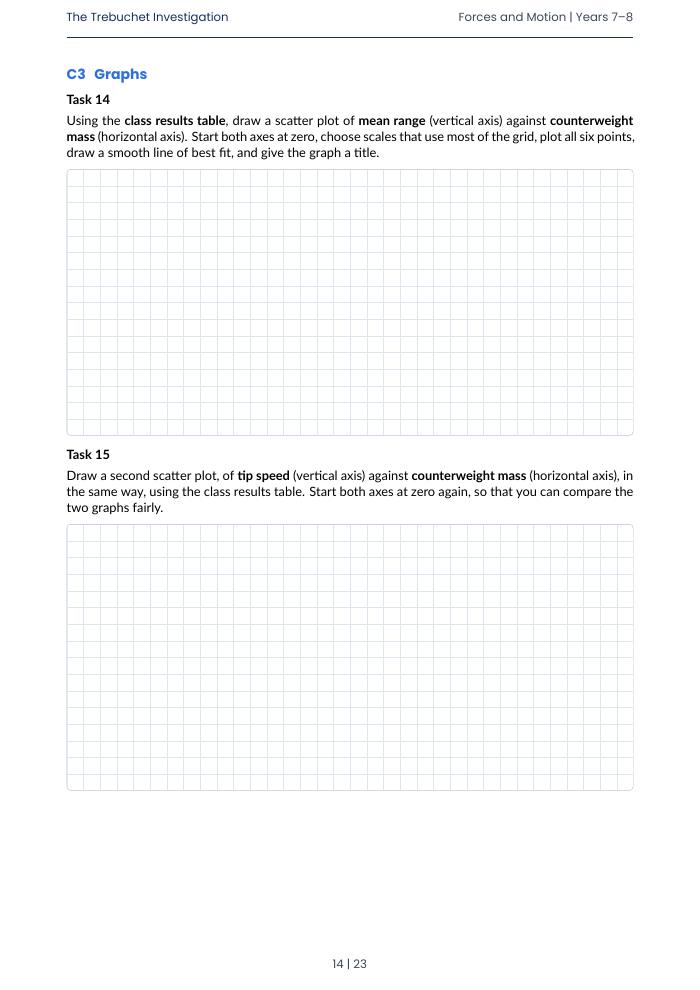 The Trebuchet Investigation
Forces and Motion | Years 7–8
C3 Graphs
Task 14
Using the class results table, draw a scatter plot of mean range (vertical axis) against counterweight
mass (horizontal axis). Start both axes at zero, choose scales that use most of the grid, plot all six points,
draw a smooth line of best fit, and give the graph a title.
Task 15
Draw a second scatter plot, of tip speed (vertical axis) against counterweight mass (horizontal axis), in
the same way, using the class results table. Start both axes at zero again, so that you can compare the
two graphs fairly.
14 | 23